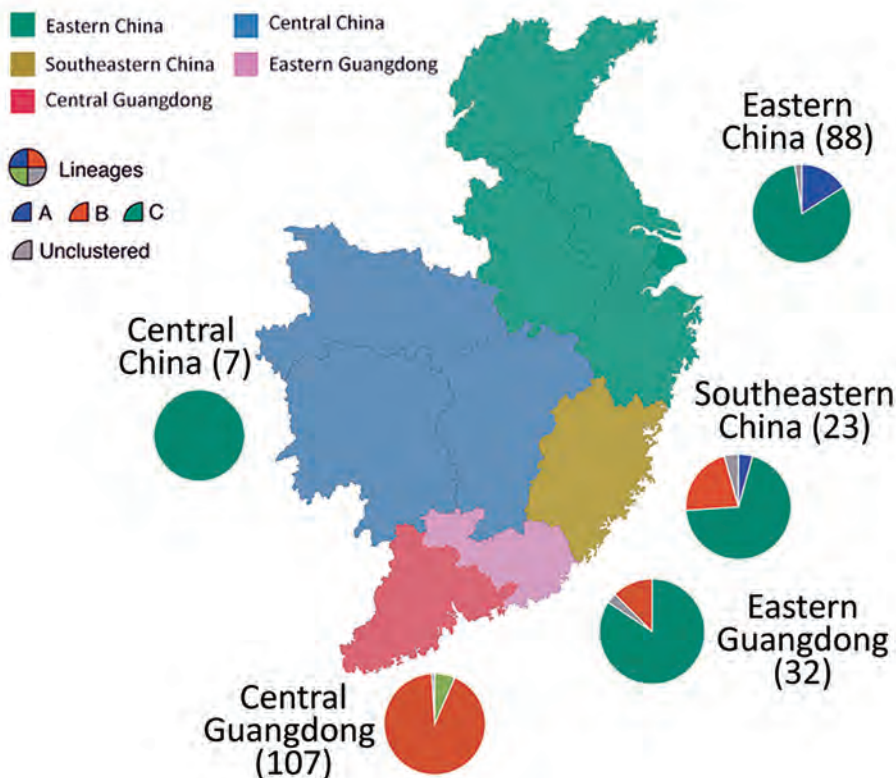 Eastern China
Central China
Southeastern China
Eastern Guangdong
Central Guangdong
Lineages
A B C
Unclustered
Eastern
China (88)
Central
China (7)
Southeastern
China (23)
Eastern
Guangdong
(32)
Central
Guangdong
(107)